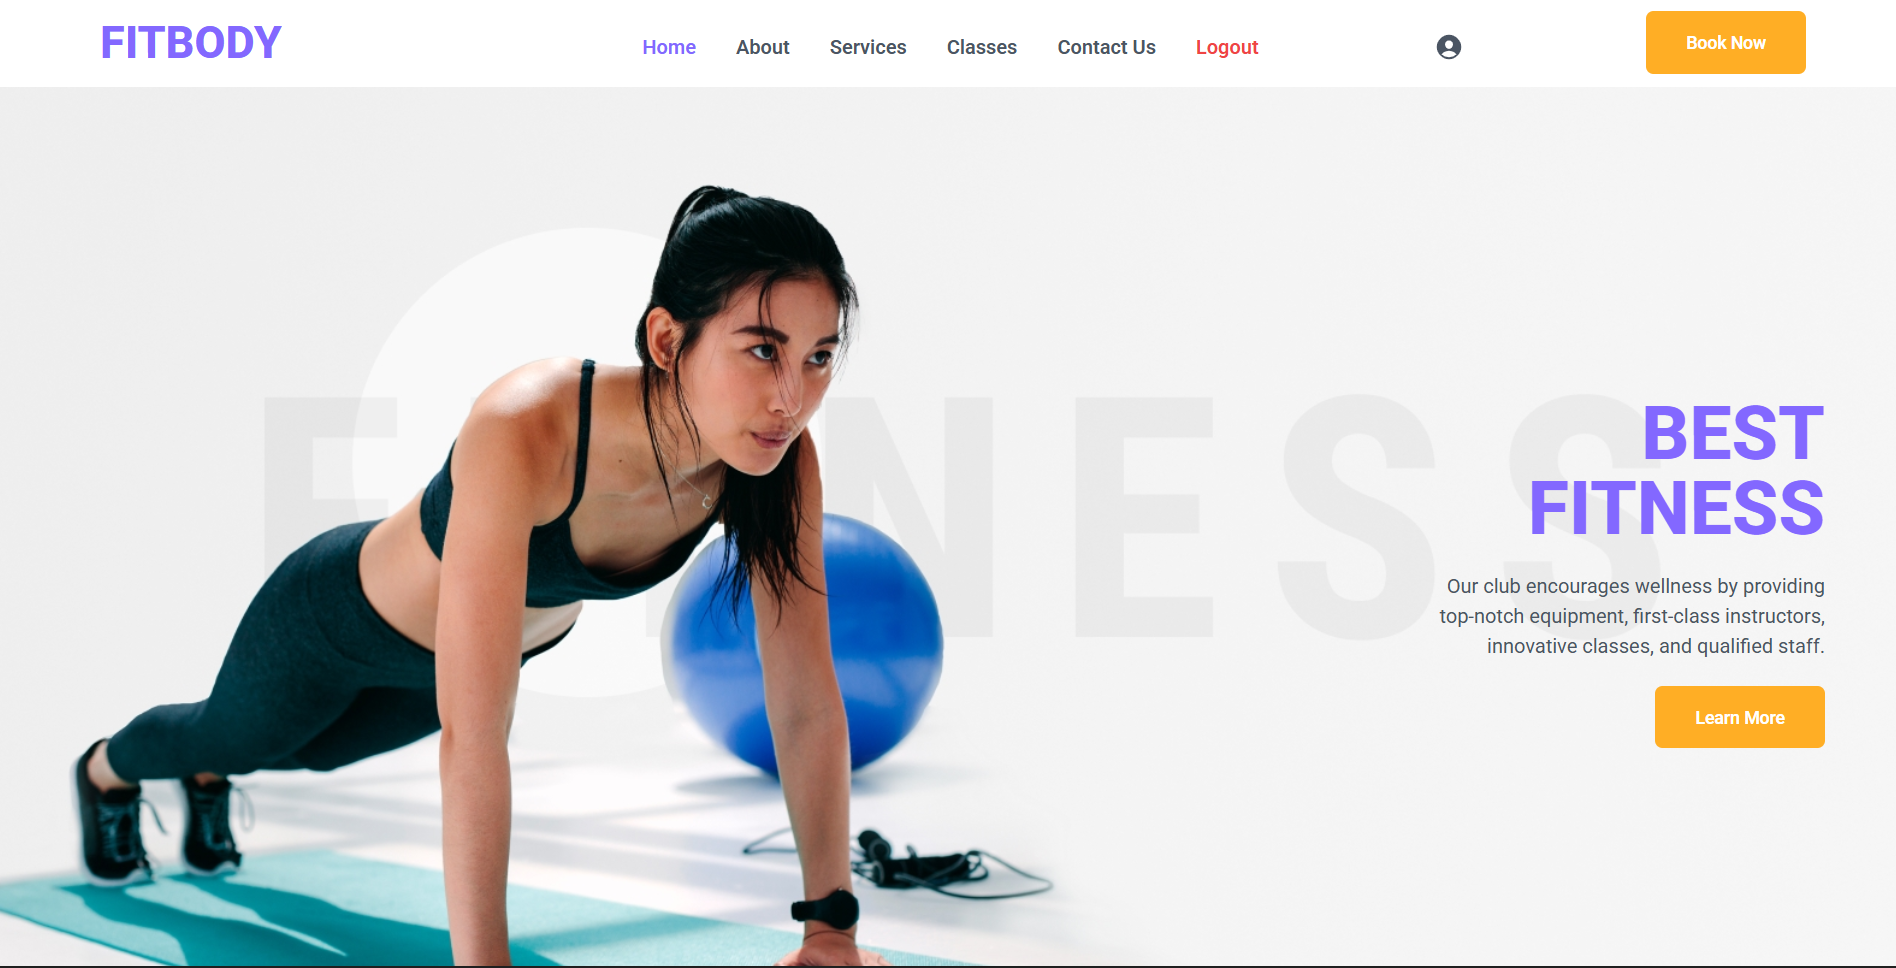 FITBODY
Home About Services Classes Contact Us Logout
Book Now
FITNESS
BEST
FITNESS
Our club encourages wellness by providing
top-notch equipment, first-class instructors,
innovative classes, and qualified staff.
Learn More